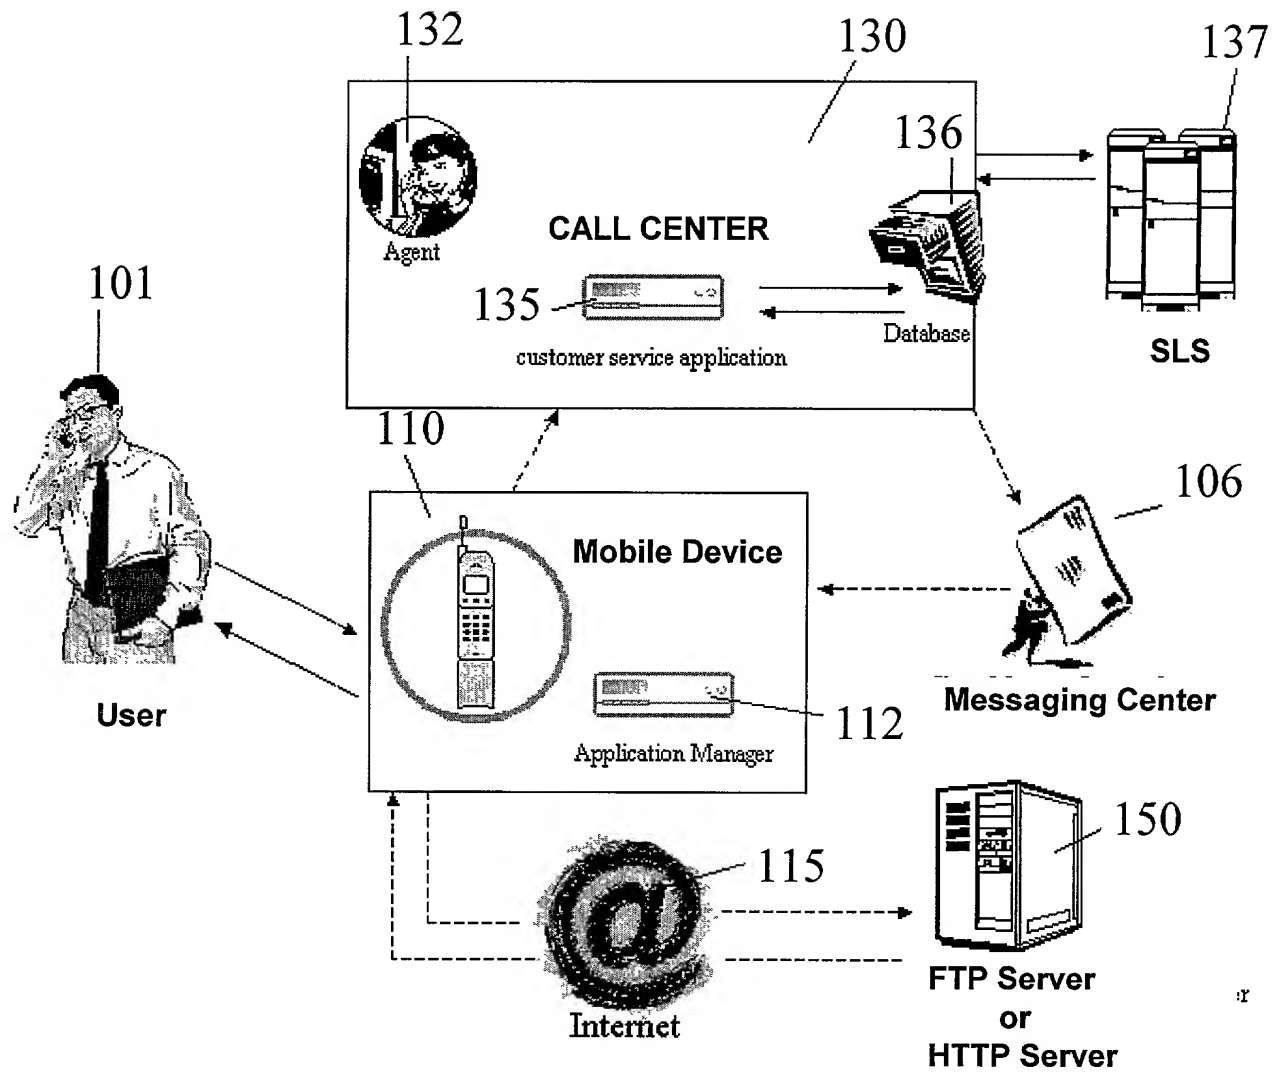 132
130
137
136
CALL CENTER
Agent
101
135
customer service application
Database
SLS
110
106
Mobile Device
User
112
Application Manager
Messaging Center
150
115
Internet
FTP Server
or
HTTP Server